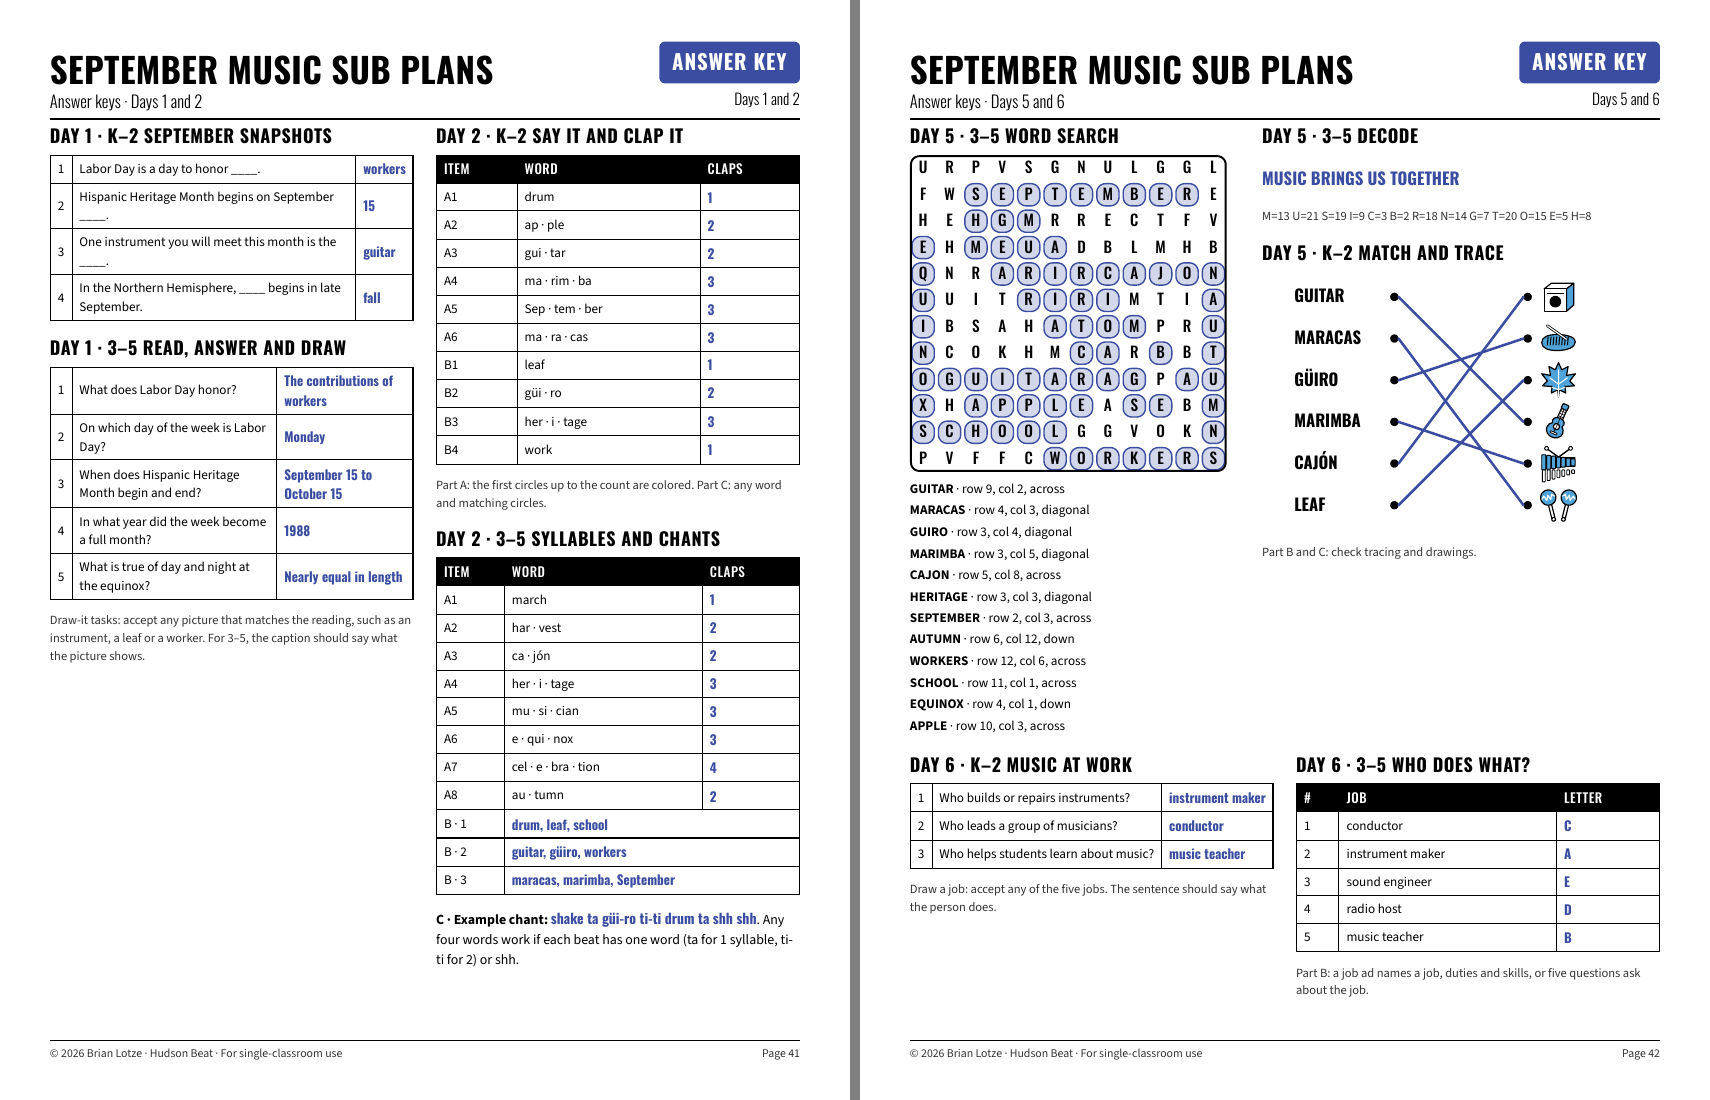 SEPTEMBER MUSIC SUB PLANS
ANSWER KEY
Answer keys · Days 1 and 2
Days 1 and 2
DAY 1 · K–2 SEPTEMBER SNAPSHOTS
1 Labor Day is a day to honor ____. workers
2 Hispanic Heritage Month begins on September
____. 15
3 One instrument you will meet this month is the
____. guitar
4 In the Northern Hemisphere, ____ begins in late
September. fall
DAY 1 · 3–5 READ, ANSWER AND DRAW
1 What does Labor Day honor? The contributions of
workers
2 On which day of the week is Labor
Day? Monday
3 When does Hispanic Heritage
Month begin and end? September 15 to
October 15
4 In what year did the week become
a full month? 1988
5 What is true of day and night at
the equinox? Nearly equal in length
Draw-it tasks: accept any picture that matches the reading, such as an
instrument, a leaf or a worker. For 3–5, the caption should say what
the picture shows.
DAY 2 · K–2 SAY IT AND CLAP IT
ITEM WORD CLAPS
A1 drum 1
A2 ap · ple 2
A3 gui · tar 2
A4 ma · rim · ba 3
A5 Sep · tem · ber 3
A6 ma · ra · cas 3
B1 leaf 1
B2 güi · ro 2
B3 her · i · tage 3
B4 work 1
Part A: the first circles up to the count are colored. Part C: any word
and matching circles.
DAY 2 · 3–5 SYLLABLES AND CHANTS
ITEM WORD CLAPS
A1 march 1
A2 har · vest 2
A3 ca · jón 2
A4 her · i · tage 3
A5 mu · si · cian 3
A6 e · qui · nox 3
A7 cel · e · bra · tion 4
A8 au · tumn 2
B · 1 drum, leaf, school
B · 2 guitar, güiro, workers
B · 3 maracas, marimba, September
C · Example chant: shake ta güi-ro ti-ti drum ta shh shh. Any
four words work if each beat has one word (ta for 1 syllable, ti-
ti for 2) or shh.
© 2026 Brian Lotze · Hudson Beat · For single-classroom use
Page 41
SEPTEMBER MUSIC SUB PLANS
ANSWER KEY
Answer keys · Days 5 and 6
Days 5 and 6
DAY 5 · 3–5 WORD SEARCH
U R P V S G N U L G G L
F W S E P T E M B E R E
H E H G M R R E C T F V
E H M E U A D B L M H B
Q N R A R I R C A J O N
U U I T R I R I M T I A
I B S A H A T O M P R U
N C O K H M C A R B B T
O G U I T A R A G P A U
X H A P P L E A S E B M
S C H O O L G G V O K N
P V F F C W O R K E R S
GUITAR · row 9, col 2, across
MARACAS · row 4, col 3, diagonal
GUIRO · row 3, col 4, diagonal
MARIMBA · row 3, col 5, diagonal
CAJON · row 5, col 8, across
HERITAGE · row 3, col 3, diagonal
SEPTEMBER · row 2, col 3, across
AUTUMN · row 6, col 12, down
WORKERS · row 12, col 6, across
SCHOOL · row 11, col 1, across
EQUINOX · row 4, col 1, down
APPLE · row 10, col 3, across
DAY 5 · 3–5 DECODE
MUSIC BRINGS US TOGETHER
M=13 U=21 S=19 I=9 C=3 B=2 R=18 N=14 G=7 T=20 O=15 E=5 H=8
DAY 5 · K–2 MATCH AND TRACE
GUITAR
MARACAS
GÜIRO
MARIMBA
CAJÓN
LEAF
Part B and C: check tracing and drawings.
DAY 6 · K–2 MUSIC AT WORK
1 Who builds or repairs instruments? instrument maker
2 Who leads a group of musicians? conductor
3 Who helps students learn about music? music teacher
Draw a job: accept any of the five jobs. The sentence should say what
the person does.
DAY 6 · 3–5 WHO DOES WHAT?
# JOB LETTER
1 conductor C
2 instrument maker A
3 sound engineer E
4 radio host D
5 music teacher B
Part B: a job ad names a job, duties and skills, or five questions ask
about the job.
© 2026 Brian Lotze · Hudson Beat · For single-classroom use
Page 42